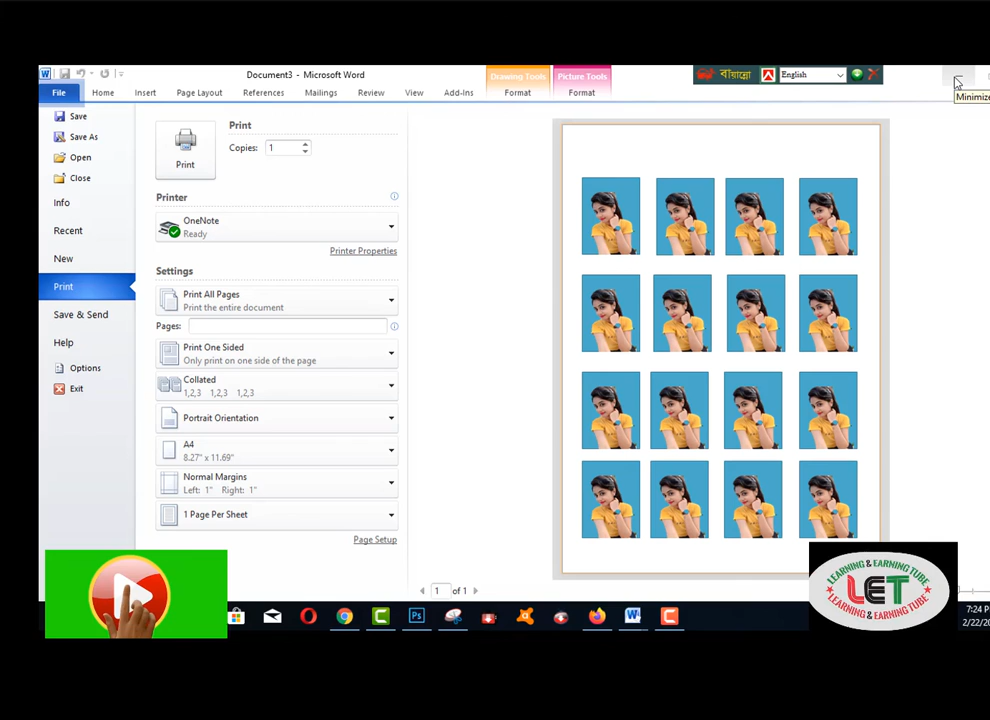 Document3 - Microsoft Word
Drawing Tools
Picture Tools
বায়ান্নো
English
File
Home
Insert
Page Layout
References
Mailings
Review
View
Add-Ins
Format
Format
Minimize
Save
Save As
Open
Close
Info
Recent
New
Print
Save & Send
Help
Options
Exit
Print
Print
Copies: 1
Printer
OneNote
Ready
Printer Properties
Settings
Print All Pages
Print the entire document
Pages:
Print One Sided
Only print on one side of the page
Collated
1,2,3 1,2,3 1,2,3
Portrait Orientation
A4
8.27" x 11.69"
Normal Margins
Left: 1" Right: 1"
1 Page Per Sheet
Page Setup
1 of 1
LEARNING & EARNING TUBE
LET
LEARNING & EARNING TUBE
Ps
7:24 P
2/22/20